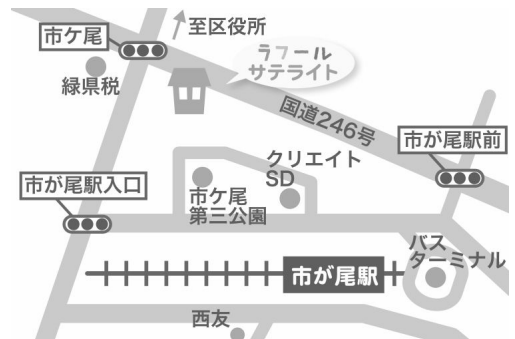 至区役所
市ケ尾
緑県税
ラフール
サテライト
国道246号
市が尾駅前
クリエイト
SD
市が尾駅入口
市ケ尾
第三公園
バス
ターミナル
市が尾駅
西友